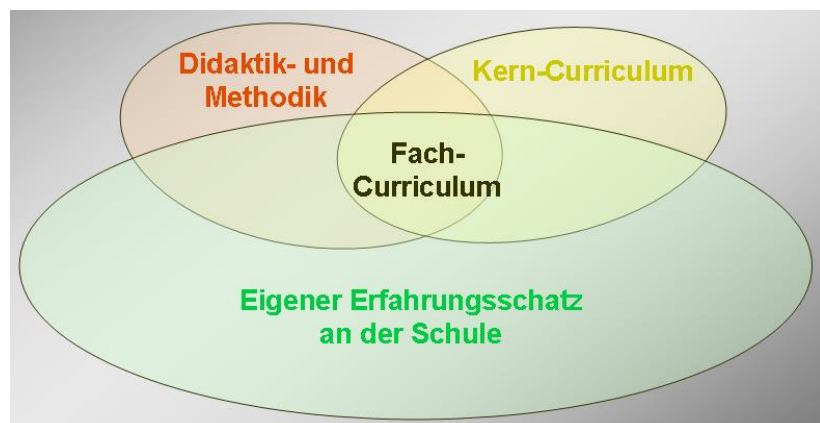 Didaktik- und
Methodik
Kern-Curriculum
Fach-
Curriculum
Eigener Erfahrungsschatz
an der Schule